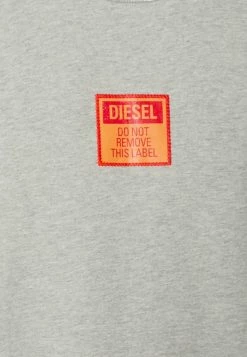 DIESEL
DO NOT
REMOVE
THIS LABEL